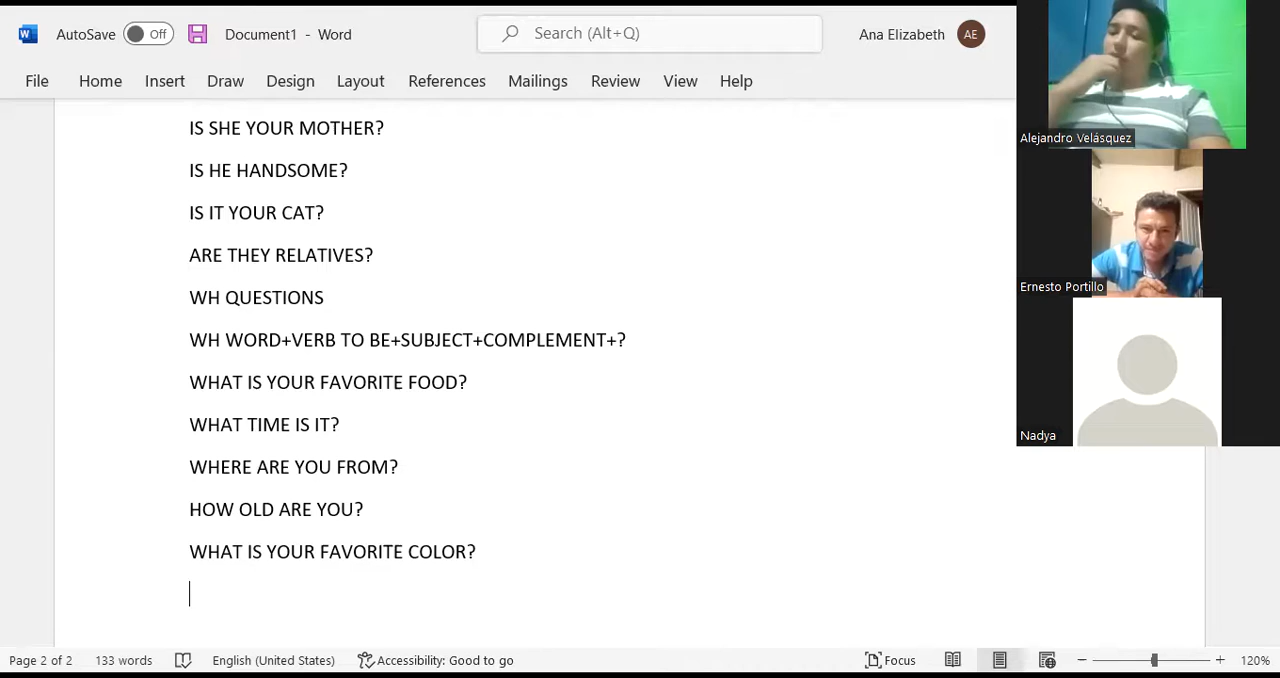 AutoSave Off Document1 - Word Search (Alt+Q) Ana Elizabeth AE
File Home Insert Draw Design Layout References Mailings Review View Help
IS SHE YOUR MOTHER?
IS HE HANDSOME?
IS IT YOUR CAT?
ARE THEY RELATIVES?
WH QUESTIONS
WH WORD+VERB TO BE+SUBJECT+COMPLEMENT+?
WHAT IS YOUR FAVORITE FOOD?
WHAT TIME IS IT?
WHERE ARE YOU FROM?
HOW OLD ARE YOU?
WHAT IS YOUR FAVORITE COLOR?
Page 2 of 2 133 words English (United States) Accessibility: Good to go Focus 120%
Alejandro Velásquez
Ernesto Portillo
Nadya